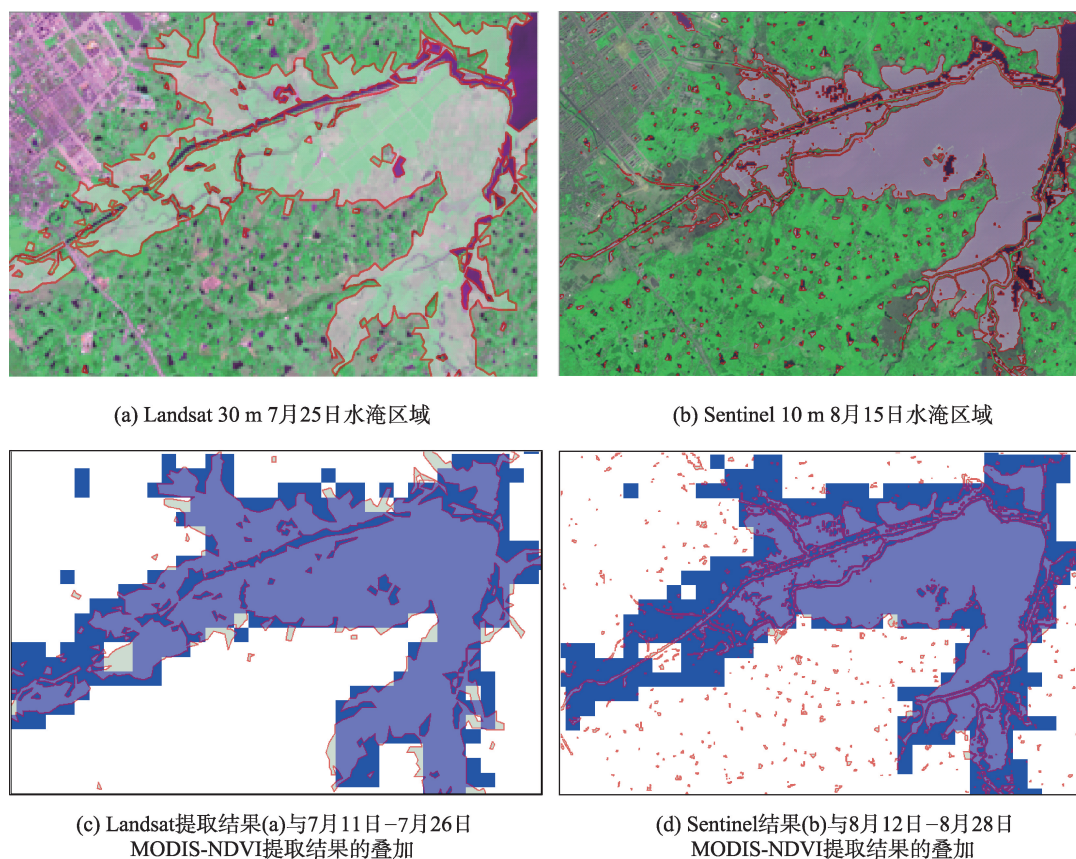 (a) Landsat 30 m 7月25日水淹区域
(b) Sentinel 10 m 8月15日水淹区域
(c) Landsat提取结果(a)与7月11日−7月26日
MODIS-NDVI提取结果的叠加
(d) Sentinel结果(b)与8月12日−8月28日
MODIS-NDVI提取结果的叠加